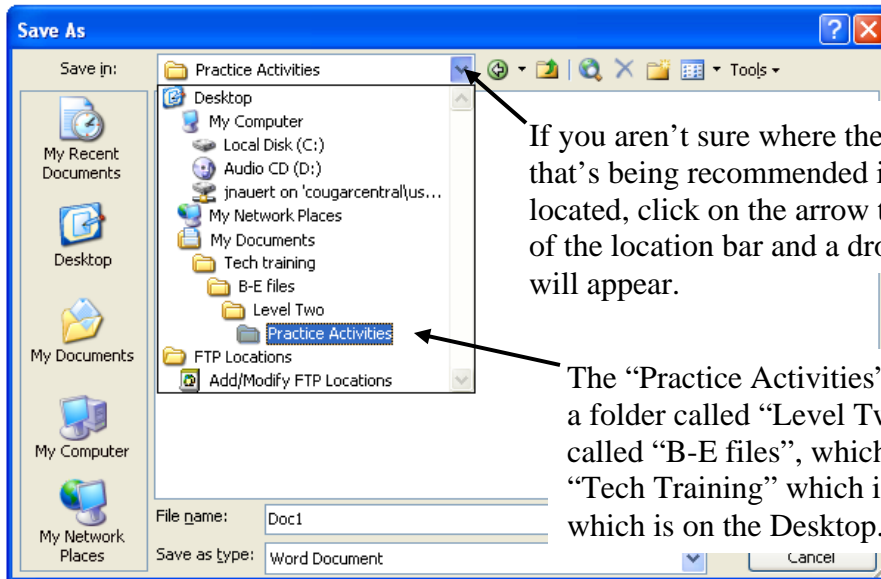 Save As
Save in:
Practice Activities
Tools
My Recent
Documents
Desktop
My Documents
My Computer
My Network
Places
Desktop
My Computer
Local Disk (C:)
Audio CD (D:)
jnauert on 'cougarcentral\us...
My Network Places
My Documents
Tech training
B-E files
Level Two
Practice Activities
FTP Locations
Add/Modify FTP Locations
If you aren’t sure where the
that’s being recommended
located, click on the arrow
of the location bar and a
will appear.
The “Practice Activities”
a folder called “Level
called “B-E files”, which
“Tech Training” which
which is on the Desktop.
File name:
Doc1
Save as type:
Word Document
Cancel